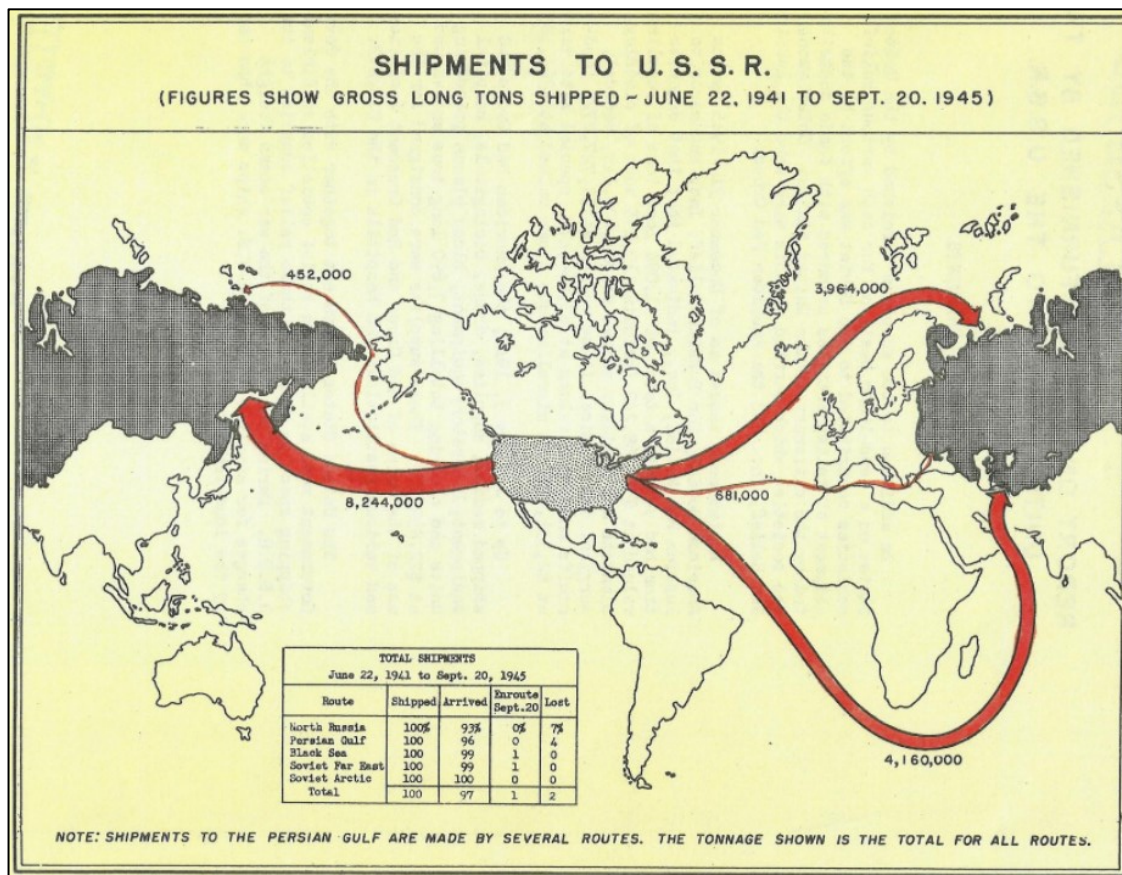 SHIPMENTS TO U. S. S. R.
(FIGURES SHOW GROSS LONG TONS SHIPPED ~ JUNE 22, 1941 TO SEPT. 20. 1945)
452,000
3,964,000
8,244,000
681,000
4,160,000
TOTAL SHIPMENTS
June 22, 1941 to Sept. 20, 1945
Route Shipped Arrived Enroute Sept.20 Lost
North Russia 100% 93% 0% 7%
Persian Gulf 100 96 0 4
Black Sea 100 99 1 0
Soviet Far East 100 99 1 0
Soviet Arctic 100 100 0 0
Total 100 97 1 2
NOTE: SHIPMENTS TO THE PERSIAN GULF ARE MADE BY SEVERAL ROUTES. THE TONNAGE SHOWN IS THE TOTAL FOR ALL ROUTES.